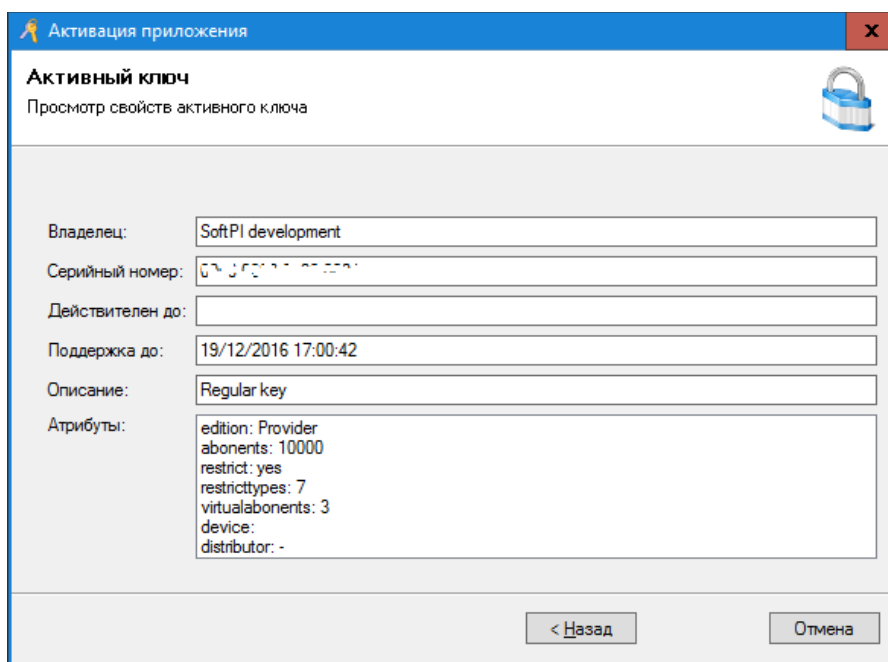 Активация приложения
Активный ключ
Просмотр свойств активного ключа
Владелец: SoftPI development
Серийный номер:
Действителен до:
Поддержка до: 19/12/2016 17:00:42
Описание: Regular key
Атрибуты: edition: Provider
abonents: 10000
restrict: yes
restricttypes: 7
virtualabonents: 3
device:
distributor: -
< Назад Отмена